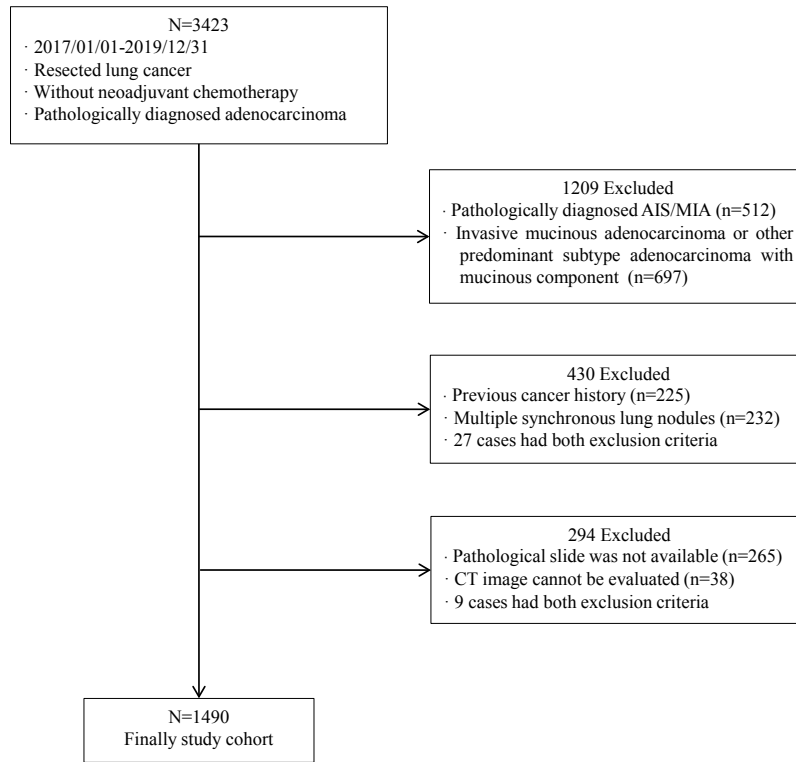 N=3423
· 2017/01/01-2019/12/31
· Resected lung cancer
· Without neoadjuvant chemotherapy
· Pathologically diagnosed adenocarcinoma
1209 Excluded
· Pathologically diagnosed AIS/MIA (n=512)
· Invasive mucinous adenocarcinoma or other
predominant subtype adenocarcinoma with
mucinous component (n=697)
430 Excluded
· Previous cancer history (n=225)
· Multiple synchronous lung nodules (n=232)
· 27 cases had both exclusion criteria
294 Excluded
· Pathological slide was not available (n=265)
· CT image cannot be evaluated (n=38)
· 9 cases had both exclusion criteria
N=1490
Finally study cohort